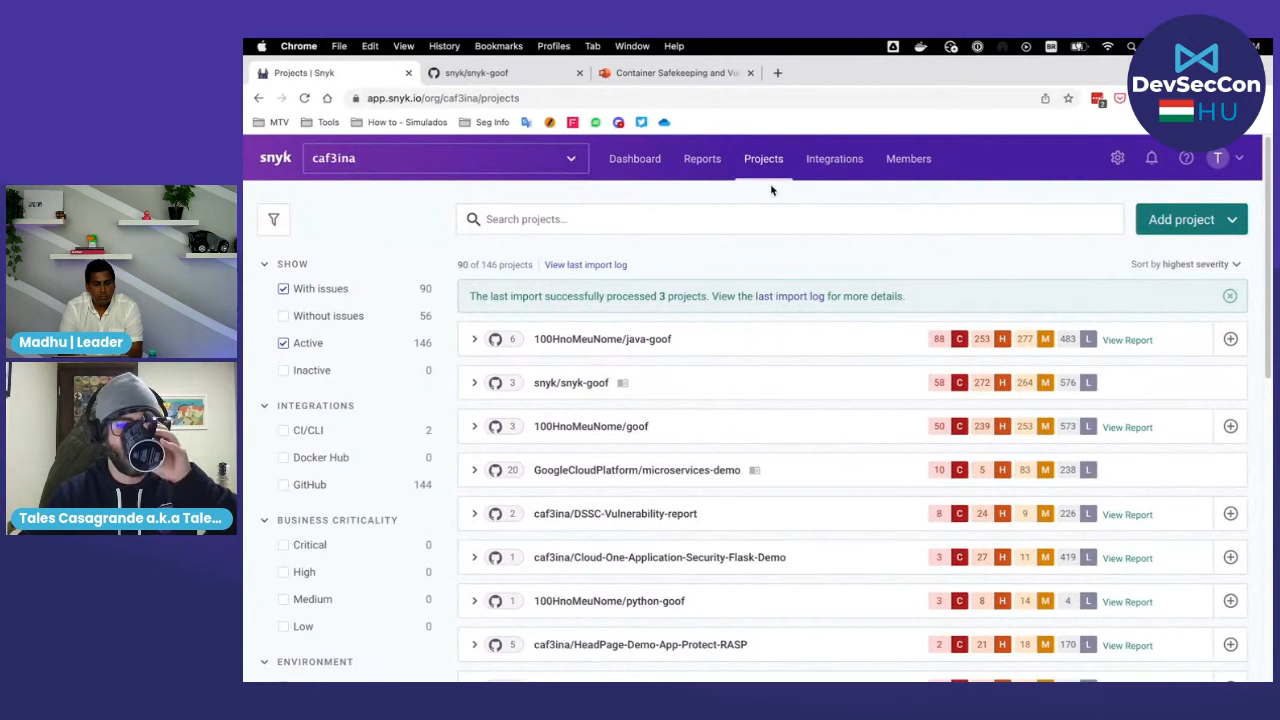 Chrome File Edit View History Bookmarks Profiles Tab Window Help
BR
DevSecCon
HU
Projects | Snyk
snyk/snyk-goof
Container Safekeeping and Vul
app.snyk.io/org/caf3ina/projects
MTV Tools How to - Simulados Seg Info
snyk
caf3ina
Dashboard Reports Projects Integrations Members
T
Search projects...
Add project
SHOW
With issues 90
Without issues 56
Active 146
Inactive 0
INTEGRATIONS
CI/CLI 2
Docker Hub 0
GitHub 144
BUSINESS CRITICALITY
Critical 0
High 0
Medium 0
Low 0
ENVIRONMENT
90 of 146 projects View last import log
Sort by highest severity
The last import successfully processed 3 projects. View the last import log for more details.
6 100HnoMeuNome/java-goof 88 C 253 H 277 M 483 L View Report
3 snyk/snyk-goof 58 C 272 H 264 M 576 L
3 100HnoMeuNome/goof 50 C 239 H 253 M 573 L View Report
20 GoogleCloudPlatform/microservices-demo 10 C 5 H 83 M 238 L
2 caf3ina/DSSC-Vulnerability-report 8 C 24 H 9 M 226 L View Report
1 caf3ina/Cloud-One-Application-Security-Flask-Demo 3 C 27 H 11 M 419 L View Report
1 100HnoMeuNome/python-goof 3 C 8 H 14 M 4 L View Report
5 caf3ina/HeadPage-Demo-App-Protect-RASP 2 C 21 H 18 M 170 L View Report
Madhu | Leader
Tales Casagrande a.k.a Tale...